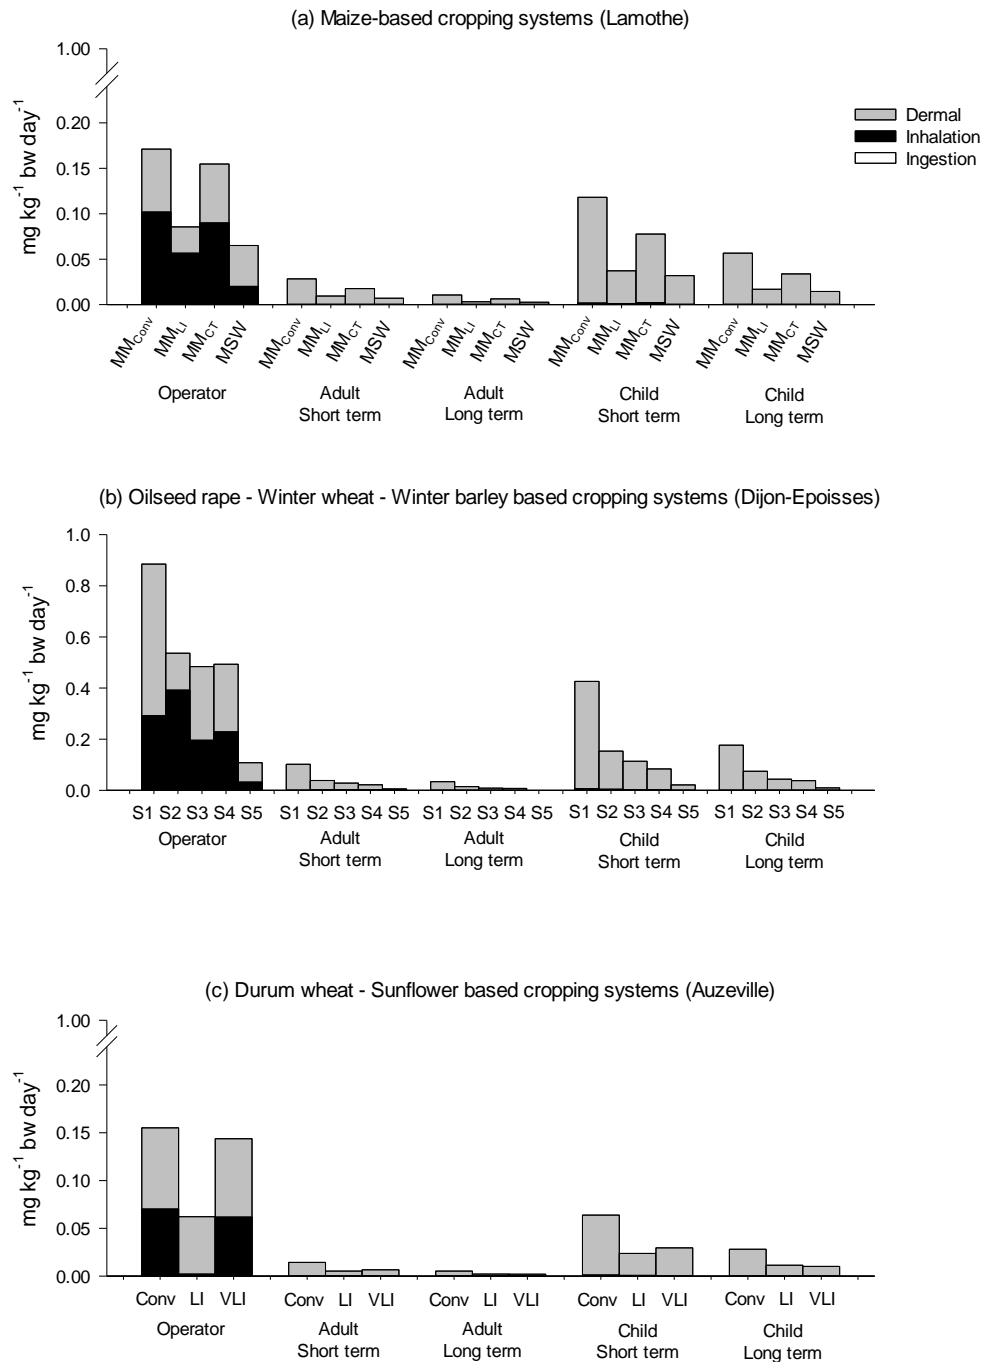 (a) Maize-based cropping systems (Lamothe)
1.00
0.20
0.15
0.10
0.05
0.00
mg kg-1 bw day-1
Dermal
Inhalation
Ingestion
MMConv MMLI MMCT MSW MMConv MMLI MMCT MSW MMConv MMLI MMCT MSW MMConv MMLI MMCT MSW MMConv MMLI MMCT MSW
Operator Adult Adult Child Child
Short term Long term Short term Long term
(b) Oilseed rape - Winter wheat - Winter barley based cropping systems (Dijon-Epoisses)
1.0
0.8
0.6
0.4
0.2
0.0
mg kg-1 bw day-1
S1 S2 S3 S4 S5 S1 S2 S3 S4 S5 S1 S2 S3 S4 S5 S1 S2 S3 S4 S5 S1 S2 S3 S4 S5
Operator Adult Adult Child Child
Short term Long term Short term Long term
(c) Durum wheat - Sunflower based cropping systems (Auzeville)
1.00
0.20
0.15
0.10
0.05
0.00
mg kg-1 bw day-1
Conv LI VLI Conv LI VLI Conv LI VLI Conv LI VLI Conv LI VLI
Operator Adult Adult Child Child
Short term Long term Short term Long term